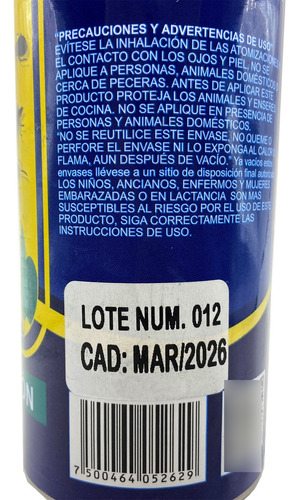 "PRECAUCIONES Y ADVERTENCIAS DE USO"
EVÍTESE LA INHALACIÓN DE LAS ATOMIZACIONES
EL CONTACTO CON LOS OJOS Y PIEL, NO SE
APLIQUE A PERSONAS, ANIMALES DOMÉSTICOS
CERCA DE PECERAS. ANTES DE APLICAR ESTE
PRODUCTO PROTEJA LOS ALIMENTOS Y ENSERES
DE COCINA. NO SE APLIQUE EN PRESENCIA DE
PERSONAS Y ANIMALES DOMÉSTICOS.
"NO SE REUTILICE ESTE ENVASE, NO QUEME O
PERFORE EL ENVASE NI LO EXPONGA AL CALOR
FLAMA, AUN DESPUÉS DE VACÍO." Ya vacíos
envases llévese a un sitio de disposición final
LOS NIÑOS, ANCIANOS, ENFERMOS Y MUJERES
EMBARAZADAS O EN LACTANCIA SON MAS
SUSCEPTIBLES AL RIESGO POR EL USO DE ESTE
PRODUCTO, SIGA CORRECTAMENTE LAS
INSTRUCCIONES DE USO.
LOTE NUM. 012
CAD: MAR/2026
7 500464 052629